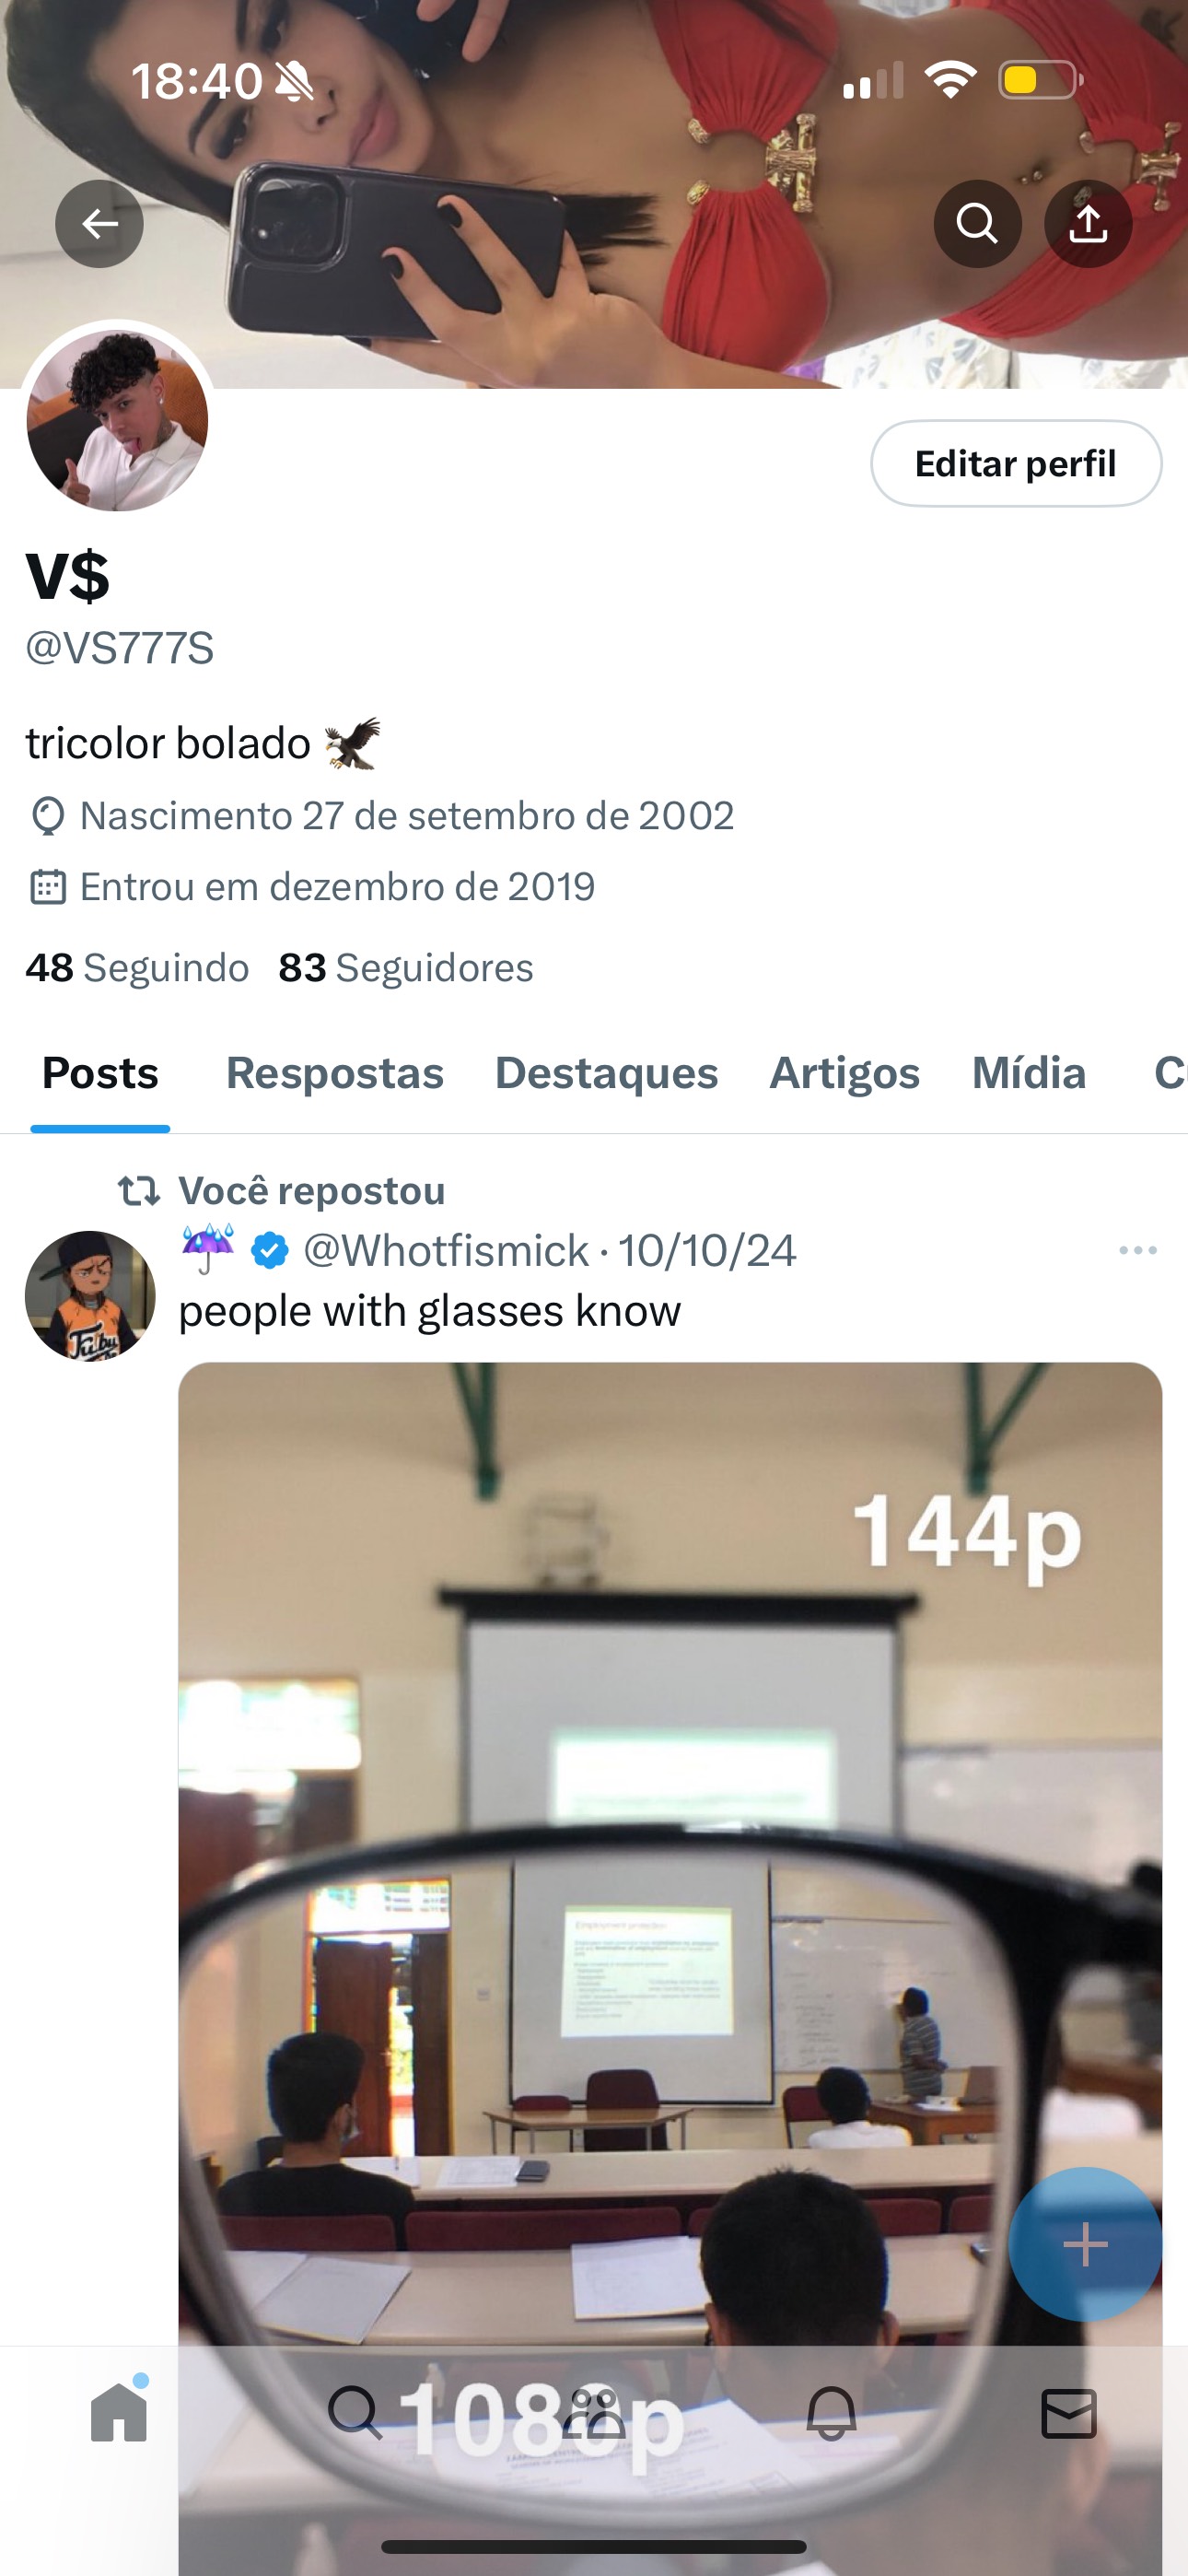 18:40
Editar perfil
V$
@VS777S
tricolor bolado 🦅
Nascimento 27 de setembro de 2002
Entrou em dezembro de 2019
48 Seguindo 83 Seguidores
Posts Respostas Destaques Artigos Mídia C
Você repostou
☔ @Whotfismick · 10/10/24
people with glasses know
144p
Employment protection
1080p